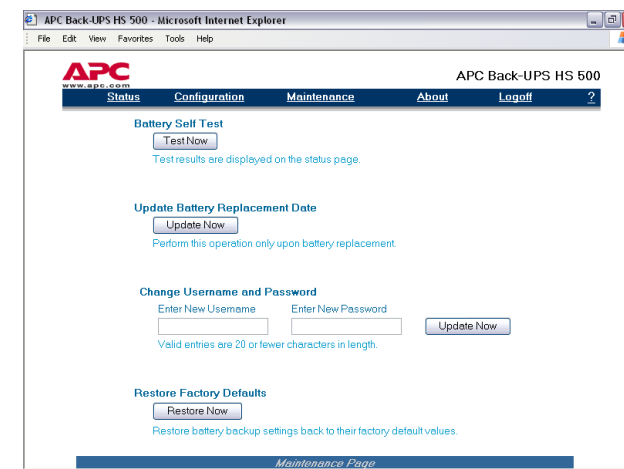 APC Back-UPS HS 500 - Microsoft Internet Explorer
File Edit View Favorites Tools Help
APC
www.apc.com
APC Back-UPS HS 500
Status Configuration Maintenance About Logoff ?
Battery Self Test
Test Now
Test results are displayed on the status page.
Update Battery Replacement Date
Update Now
Perform this operation only upon battery replacement.
Change Username and Password
Enter New Username Enter New Password
Update Now
Valid entries are 20 or fewer characters in length.
Restore Factory Defaults
Restore Now
Restore battery backup settings back to their factory default values.
Maintenance Page